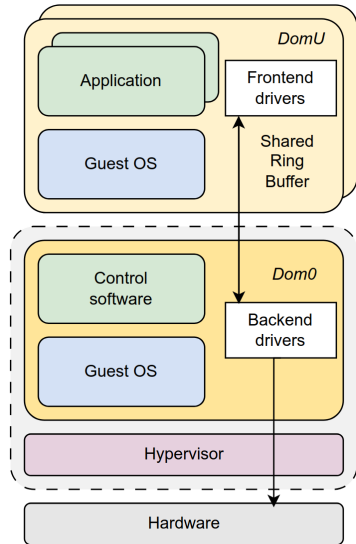 DomU
Application
Frontend
drivers
Guest OS
Shared
Ring
Buffer
Dom0
Control
software
Backend
drivers
Guest OS
Hypervisor
Hardware